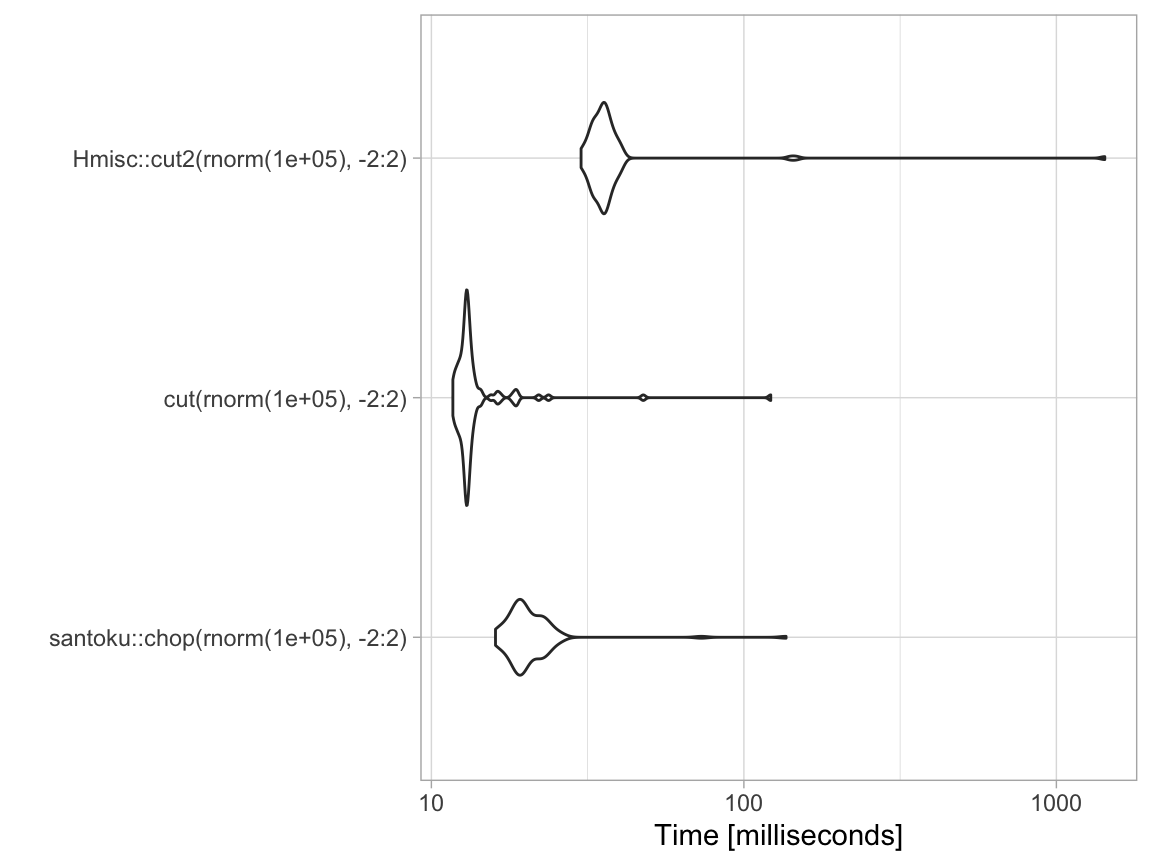 Hmisc::cut2(rnorm(1e+05), -2:2)
cut(rnorm(1e+05), -2:2)
santoku::chop(rnorm(1e+05), -2:2)
10 100 1000
Time [milliseconds]